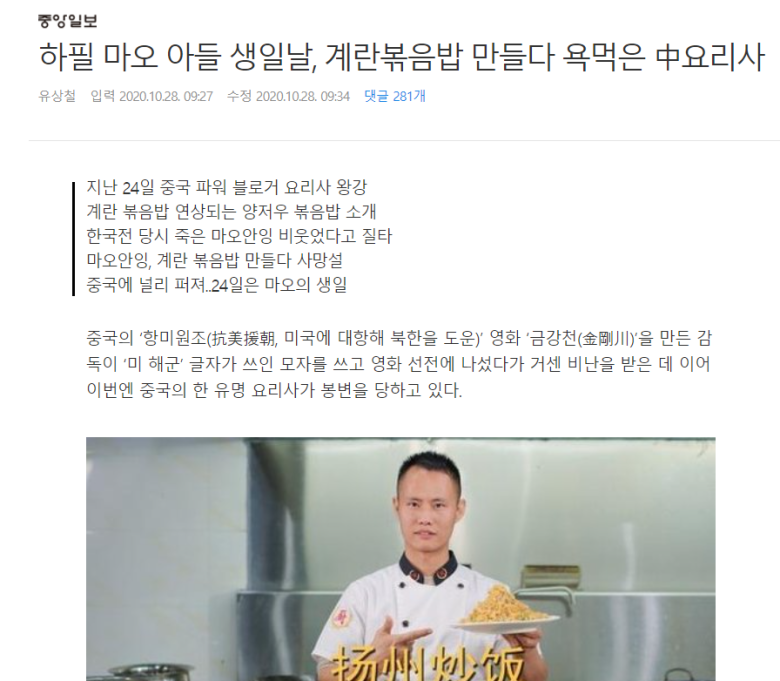 중앙일보
하필 마오 아들 생일날, 계란볶음밥 만들다 욕먹은 中요리사
유상철 입력 2020.10.28. 09:27 수정 2020.10.28. 09:34 댓글 281개
지난 24일 중국 파워 블로거 요리사 왕강
계란 볶음밥 연상되는 양저우 볶음밥 소개
한국전 당시 죽은 마오안잉 비웃었다고 질타
마오안잉, 계란 볶음밥 만들다 사망설
중국에 널리 퍼져..24일은 마오의 생일
중국의 ‘항미원조(抗美援朝, 미국에 대항해 북한을 도운)’ 영화 ‘금강천(金剛川)’을 만든 감
독이 ‘미 해군’ 글자가 쓰인 모자를 쓰고 영화 선전에 나섰다가 거센 비난을 받은 데 이어
이번엔 중국의 한 유명 요리사가 봉변을 당하고 있다.
扬州炒饭